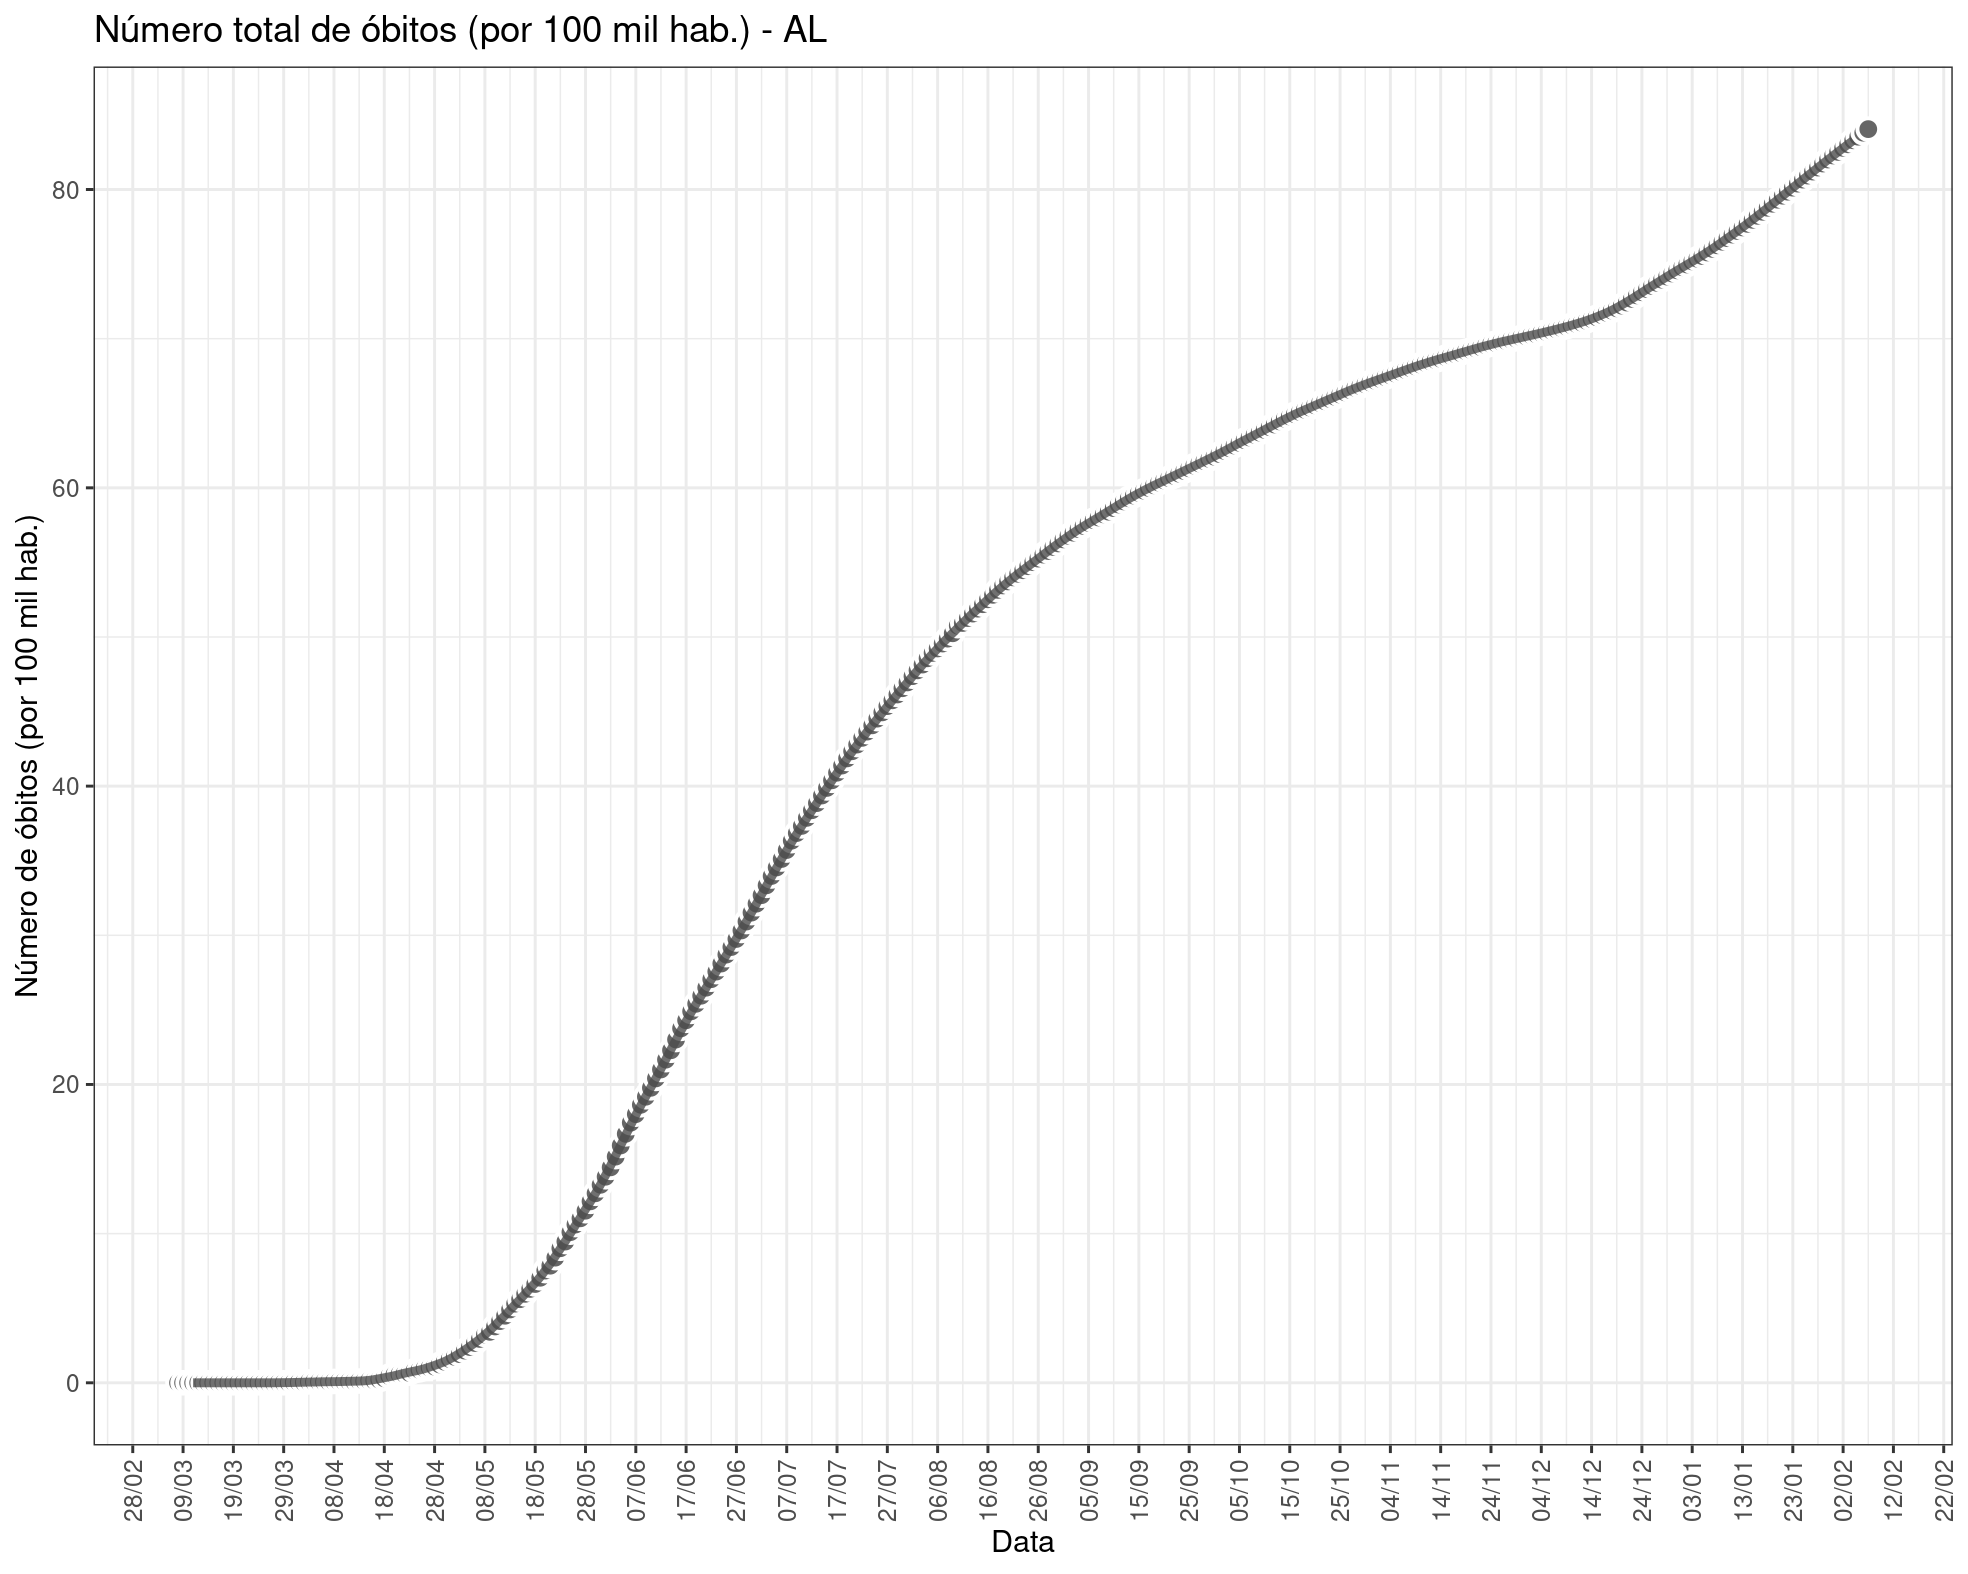 Número total de óbitos (por 100 mil hab.) - AL
Número de óbitos (por 100 mil hab.)
80
60
40
20
0
28/02 09/03 19/03 29/03 08/04 18/04 28/04 08/05 18/05 28/05 07/06 17/06 27/06 07/07 17/07 27/07 06/08 16/08 26/08 05/09 15/09 25/09 05/10 15/10 25/10 04/11 14/11 24/11 04/12 14/12 24/12 03/01 13/01 23/01 02/02 12/02 22/02
Data